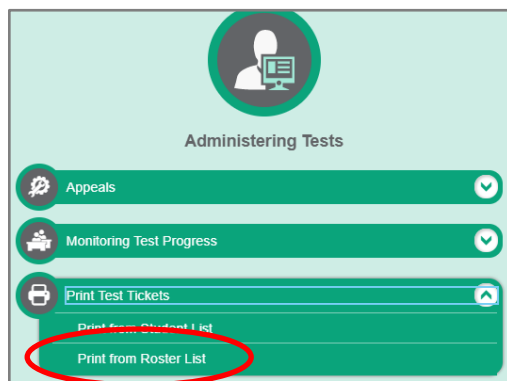 Administering Tests
Appeals
Monitoring Test Progress
Print Test Tickets
Print from Student List
Print from Roster List